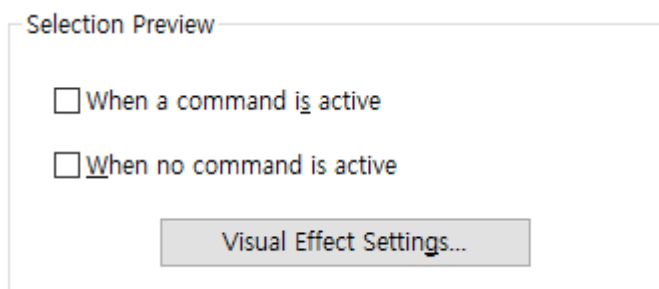 Selection Preview
When a command is active
When no command is active
Visual Effect Settings...